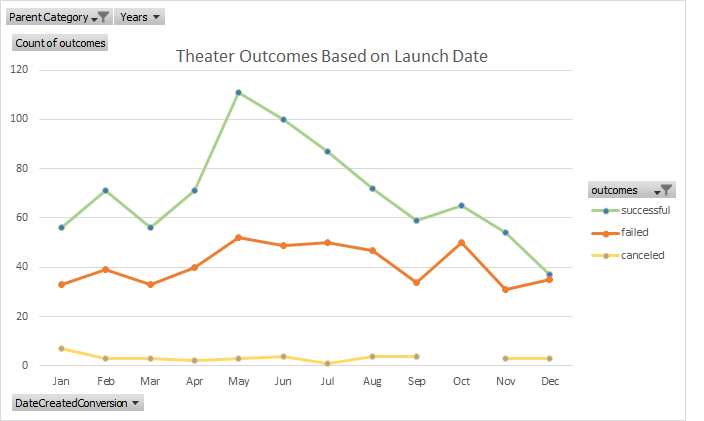 Parent Category Years
Count of outcomes
Theater Outcomes Based on Launch Date
120
100
80
60
40
20
0
Jan Feb Mar Apr May Jun Jul Aug Sep Oct Nov Dec
outcomes
successful
failed
canceled
DateCreatedConversion